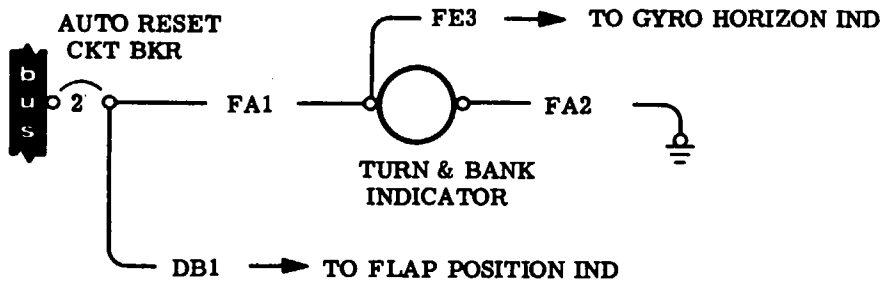 FE3 TO GYRO HORIZON IND
AUTO RESET
CKT BKR
bus
2
FA1
FA2
TURN & BANK
INDICATOR
DB1 TO FLAP POSITION IND